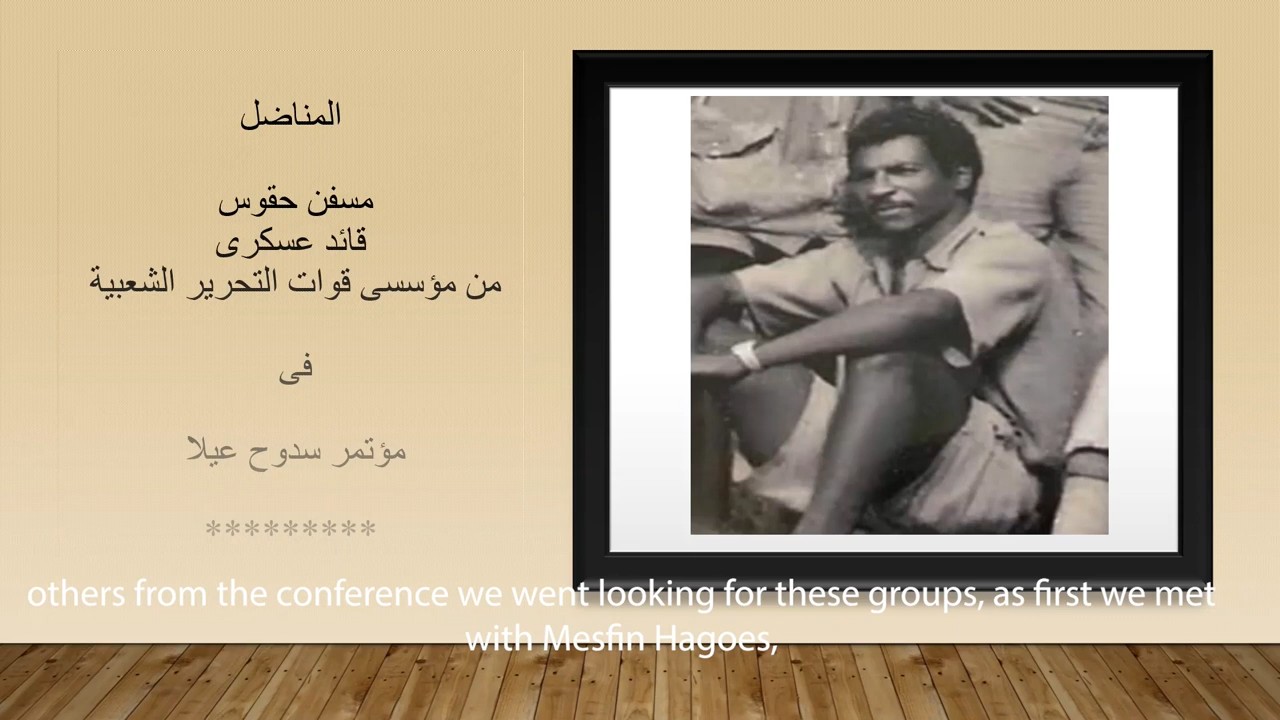 المناضل
مسفن حقوس
قائد عسكرى
من مؤسسى قوات التحرير الشعبية
فى
مؤتمر سدوح عيلا
*********
others from the conference we went looking for these groups, as first we met
with Mesfin Hagoes,